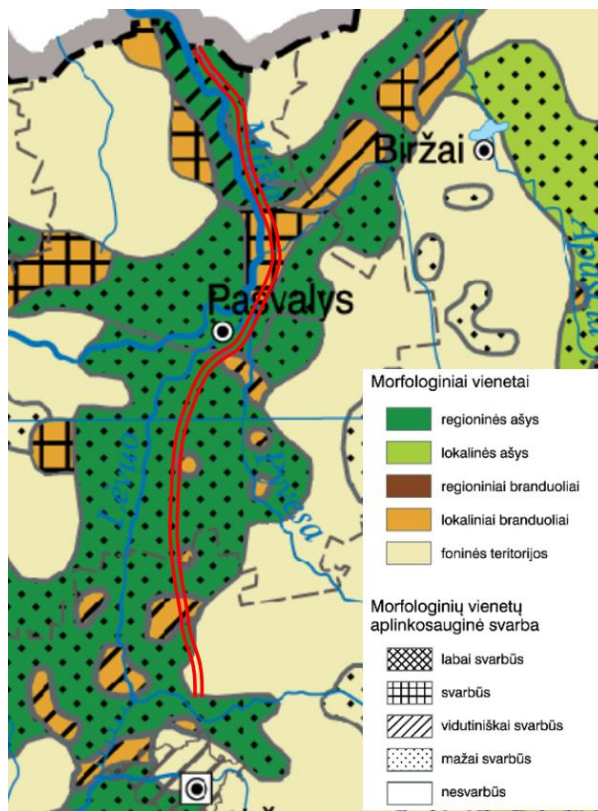 Mūša
Biržai
Apaščia
Pasvalys
Lėvuo
Pyvesa
Morfologiniai vienetai
regioninės ašys
lokalinės ašys
regioniniai branduoliai
lokaliniai branduoliai
foninės teritorijos
Morfologinių vienetų
aplinkosauginė svarba
labai svarbūs
svarbūs
vidutiniškai svarbūs
mažai svarbūs
nesvarbūs